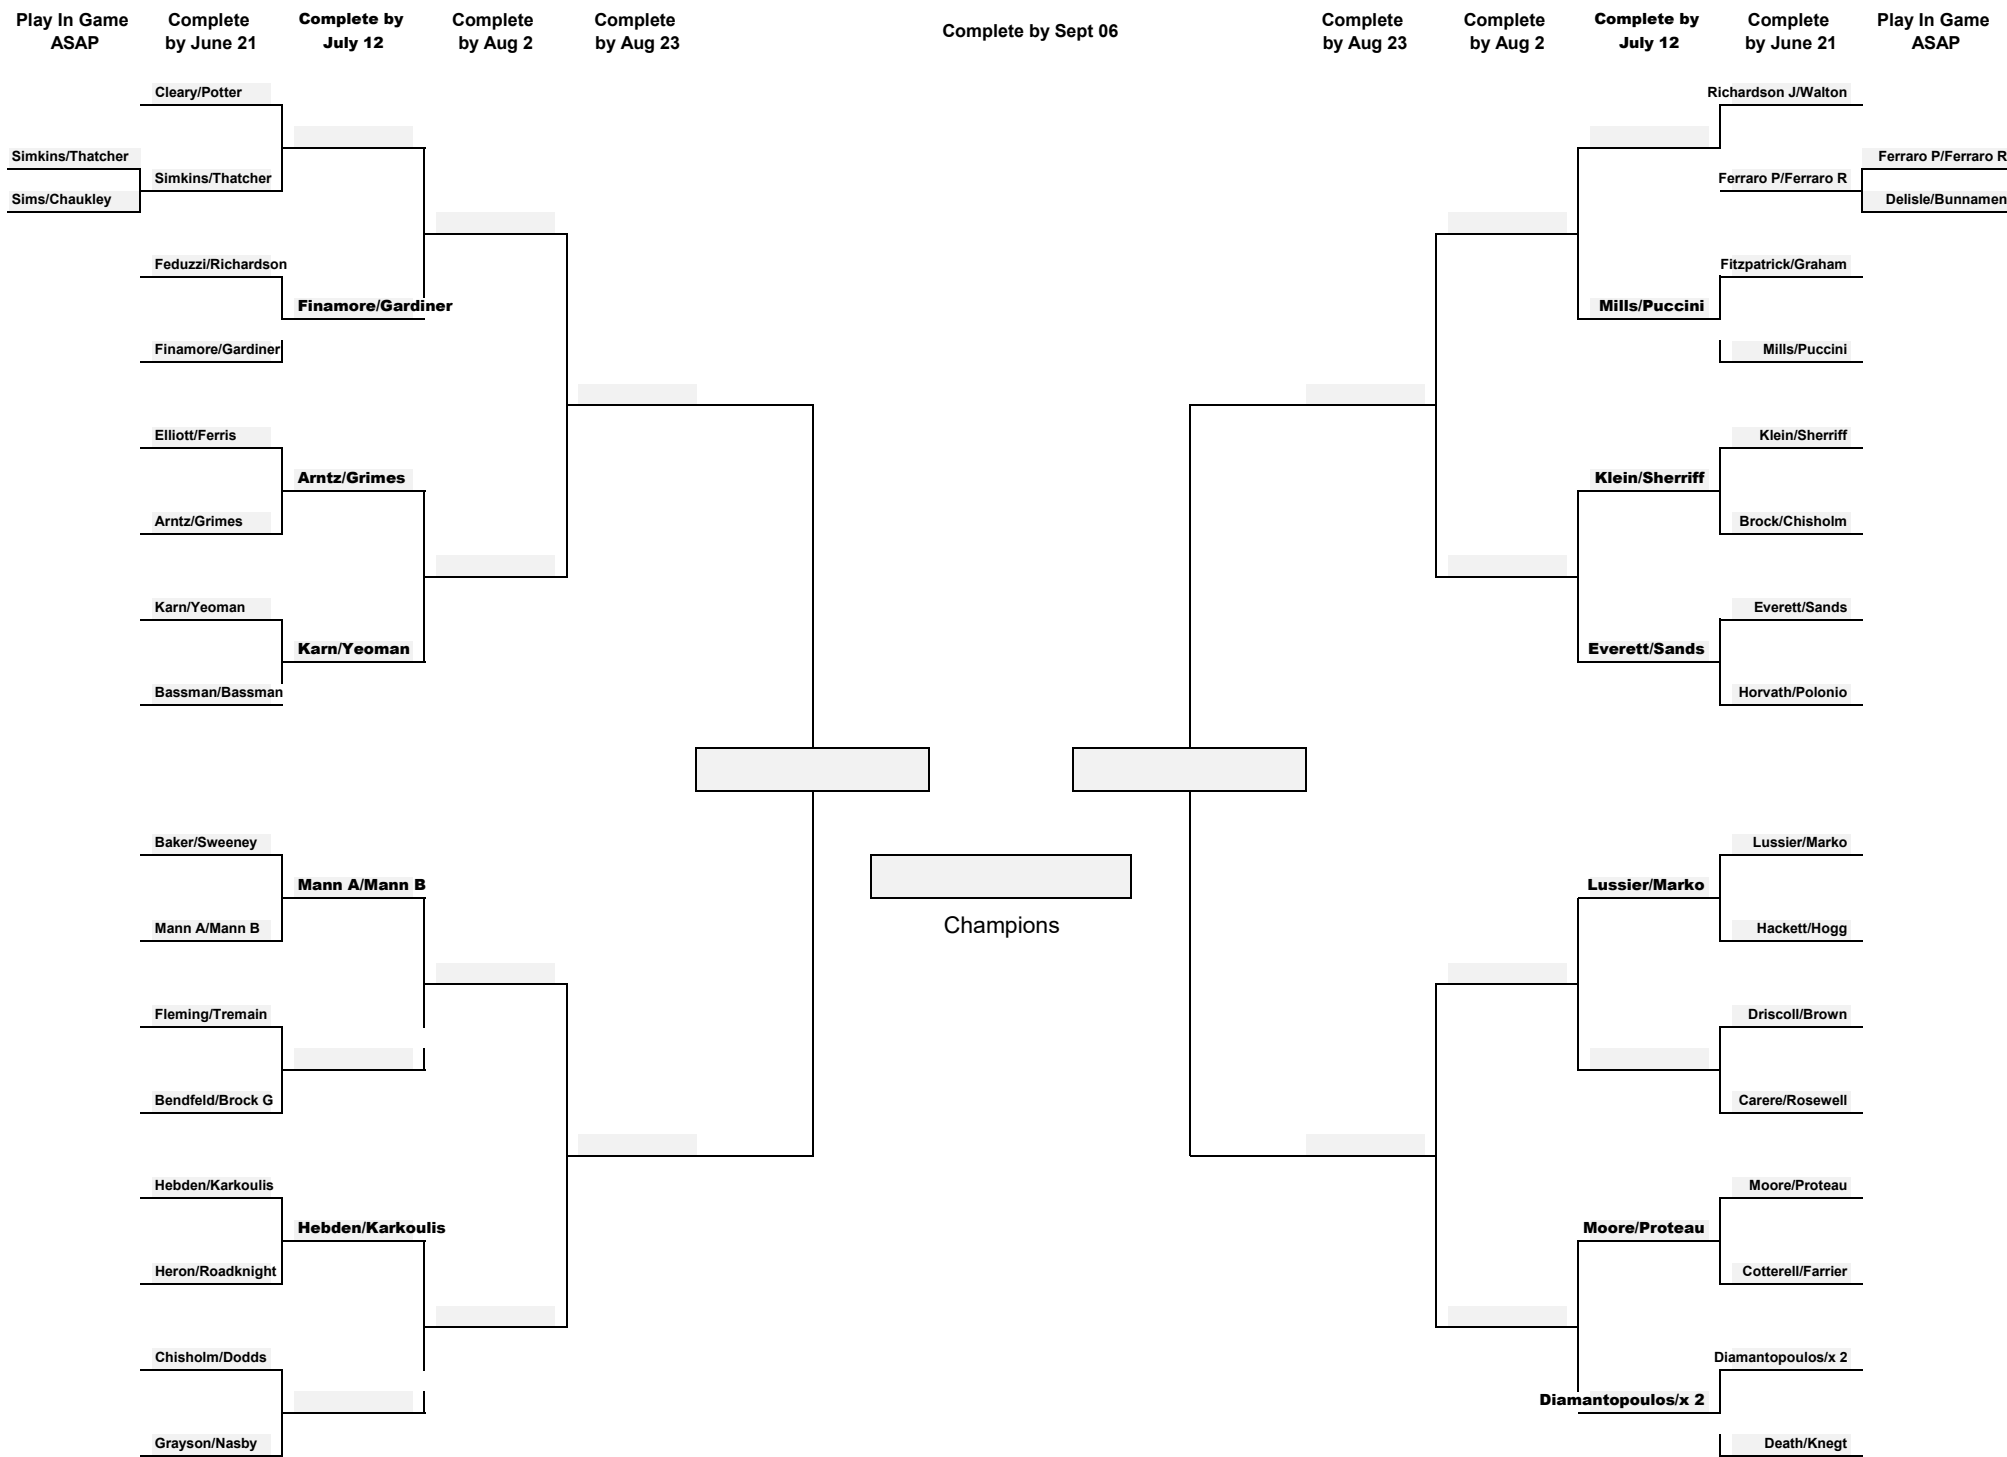 Play In Game
ASAP
Complete
by June 21
Complete by
July 12
Complete
by Aug 2
Complete
by Aug 23
Complete by Sept 06
Complete
by Aug 23
Complete
by Aug 2
Complete by
July 12
Complete
by June 21
Play In Game
ASAP
Cleary/Potter
Simkins/Thatcher
Simkins/Thatcher
Sims/Chaukley
Feduzzi/Richardson
Finamore/Gardiner
Finamore/Gardiner
Elliott/Ferris
Arntz/Grimes
Arntz/Grimes
Karn/Yeoman
Karn/Yeoman
Bassman/Bassman
Baker/Sweeney
Mann A/Mann B
Mann A/Mann B
Fleming/Tremain
Bendfeld/Brock G
Hebden/Karkoulis
Hebden/Karkoulis
Heron/Roadknight
Chisholm/Dodds
Grayson/Nasby
Champions
Richardson J/Walton
Ferraro P/Ferraro R
Ferraro P/Ferraro R
Delisle/Bunnamen
Fitzpatrick/Graham
Mills/Puccini
Mills/Puccini
Klein/Sherriff
Klein/Sherriff
Brock/Chisholm
Everett/Sands
Everett/Sands
Horvath/Polonio
Lussier/Marko
Lussier/Marko
Hackett/Hogg
Driscoll/Brown
Carere/Rosewell
Moore/Proteau
Moore/Proteau
Cotterell/Farrier
Diamantopoulos/x 2
Diamantopoulos/x 2
Death/Knegt